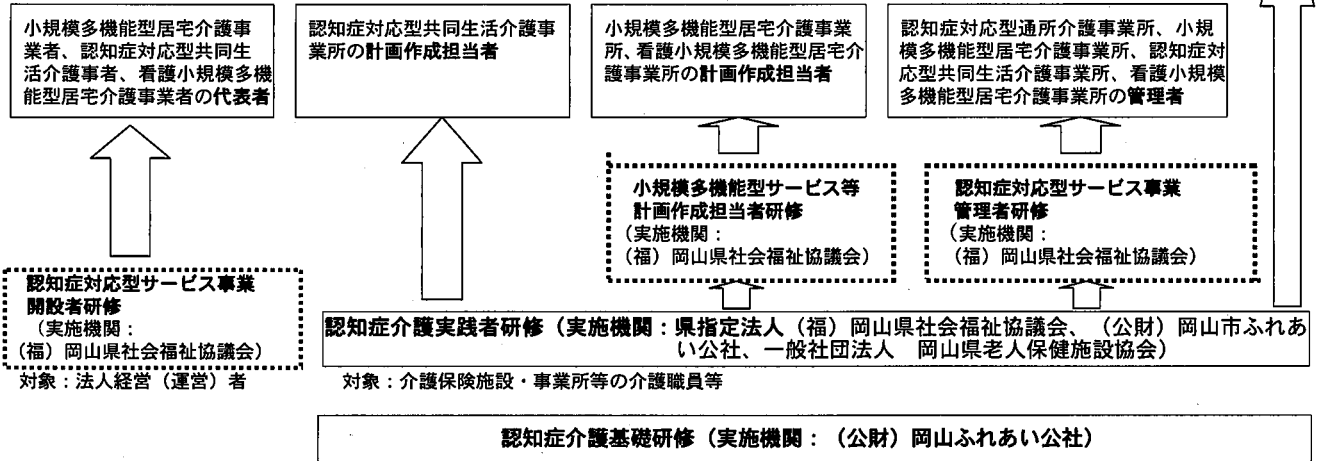 小規模多機能型居宅介護事
業者、認知症対応型共同生
活介護事者、看護小規模多機
能型居宅介護事業者の代表者
認知症対応型共同生活介護事
業所の計画作成担当者
小規模多機能型居宅介護事業
所、看護小規模多機能型居宅介
護事業所の計画作成担当者
認知症対応型通所介護事業所、小規
模多機能型居宅介護事業所、認知症対
応型共同生活介護事業所、看護小規模
多機能型居宅介護事業所の管理者
小規模多機能型サービス等
計画作成担当者研修
（実施機関：
（福）岡山県社会福祉協議会）
認知症対応型サービス事業
管理者研修
（実施機関：
（福）岡山県社会福祉協議会）
認知症対応型サービス事業
開設者研修
（実施機関：
（福）岡山県社会福祉協議会）
対象：法人経営（運営）者
認知症介護実践者研修（実施機関：県指定法人（福）岡山県社会福祉協議会、（公財）岡山市ふれあ
い公社、一般社団法人　岡山県老人保健施設協会）
対象：介護保険施設・事業所等の介護職員等
認知症介護基礎研修（実施機関：（公財）岡山ふれあい公社）